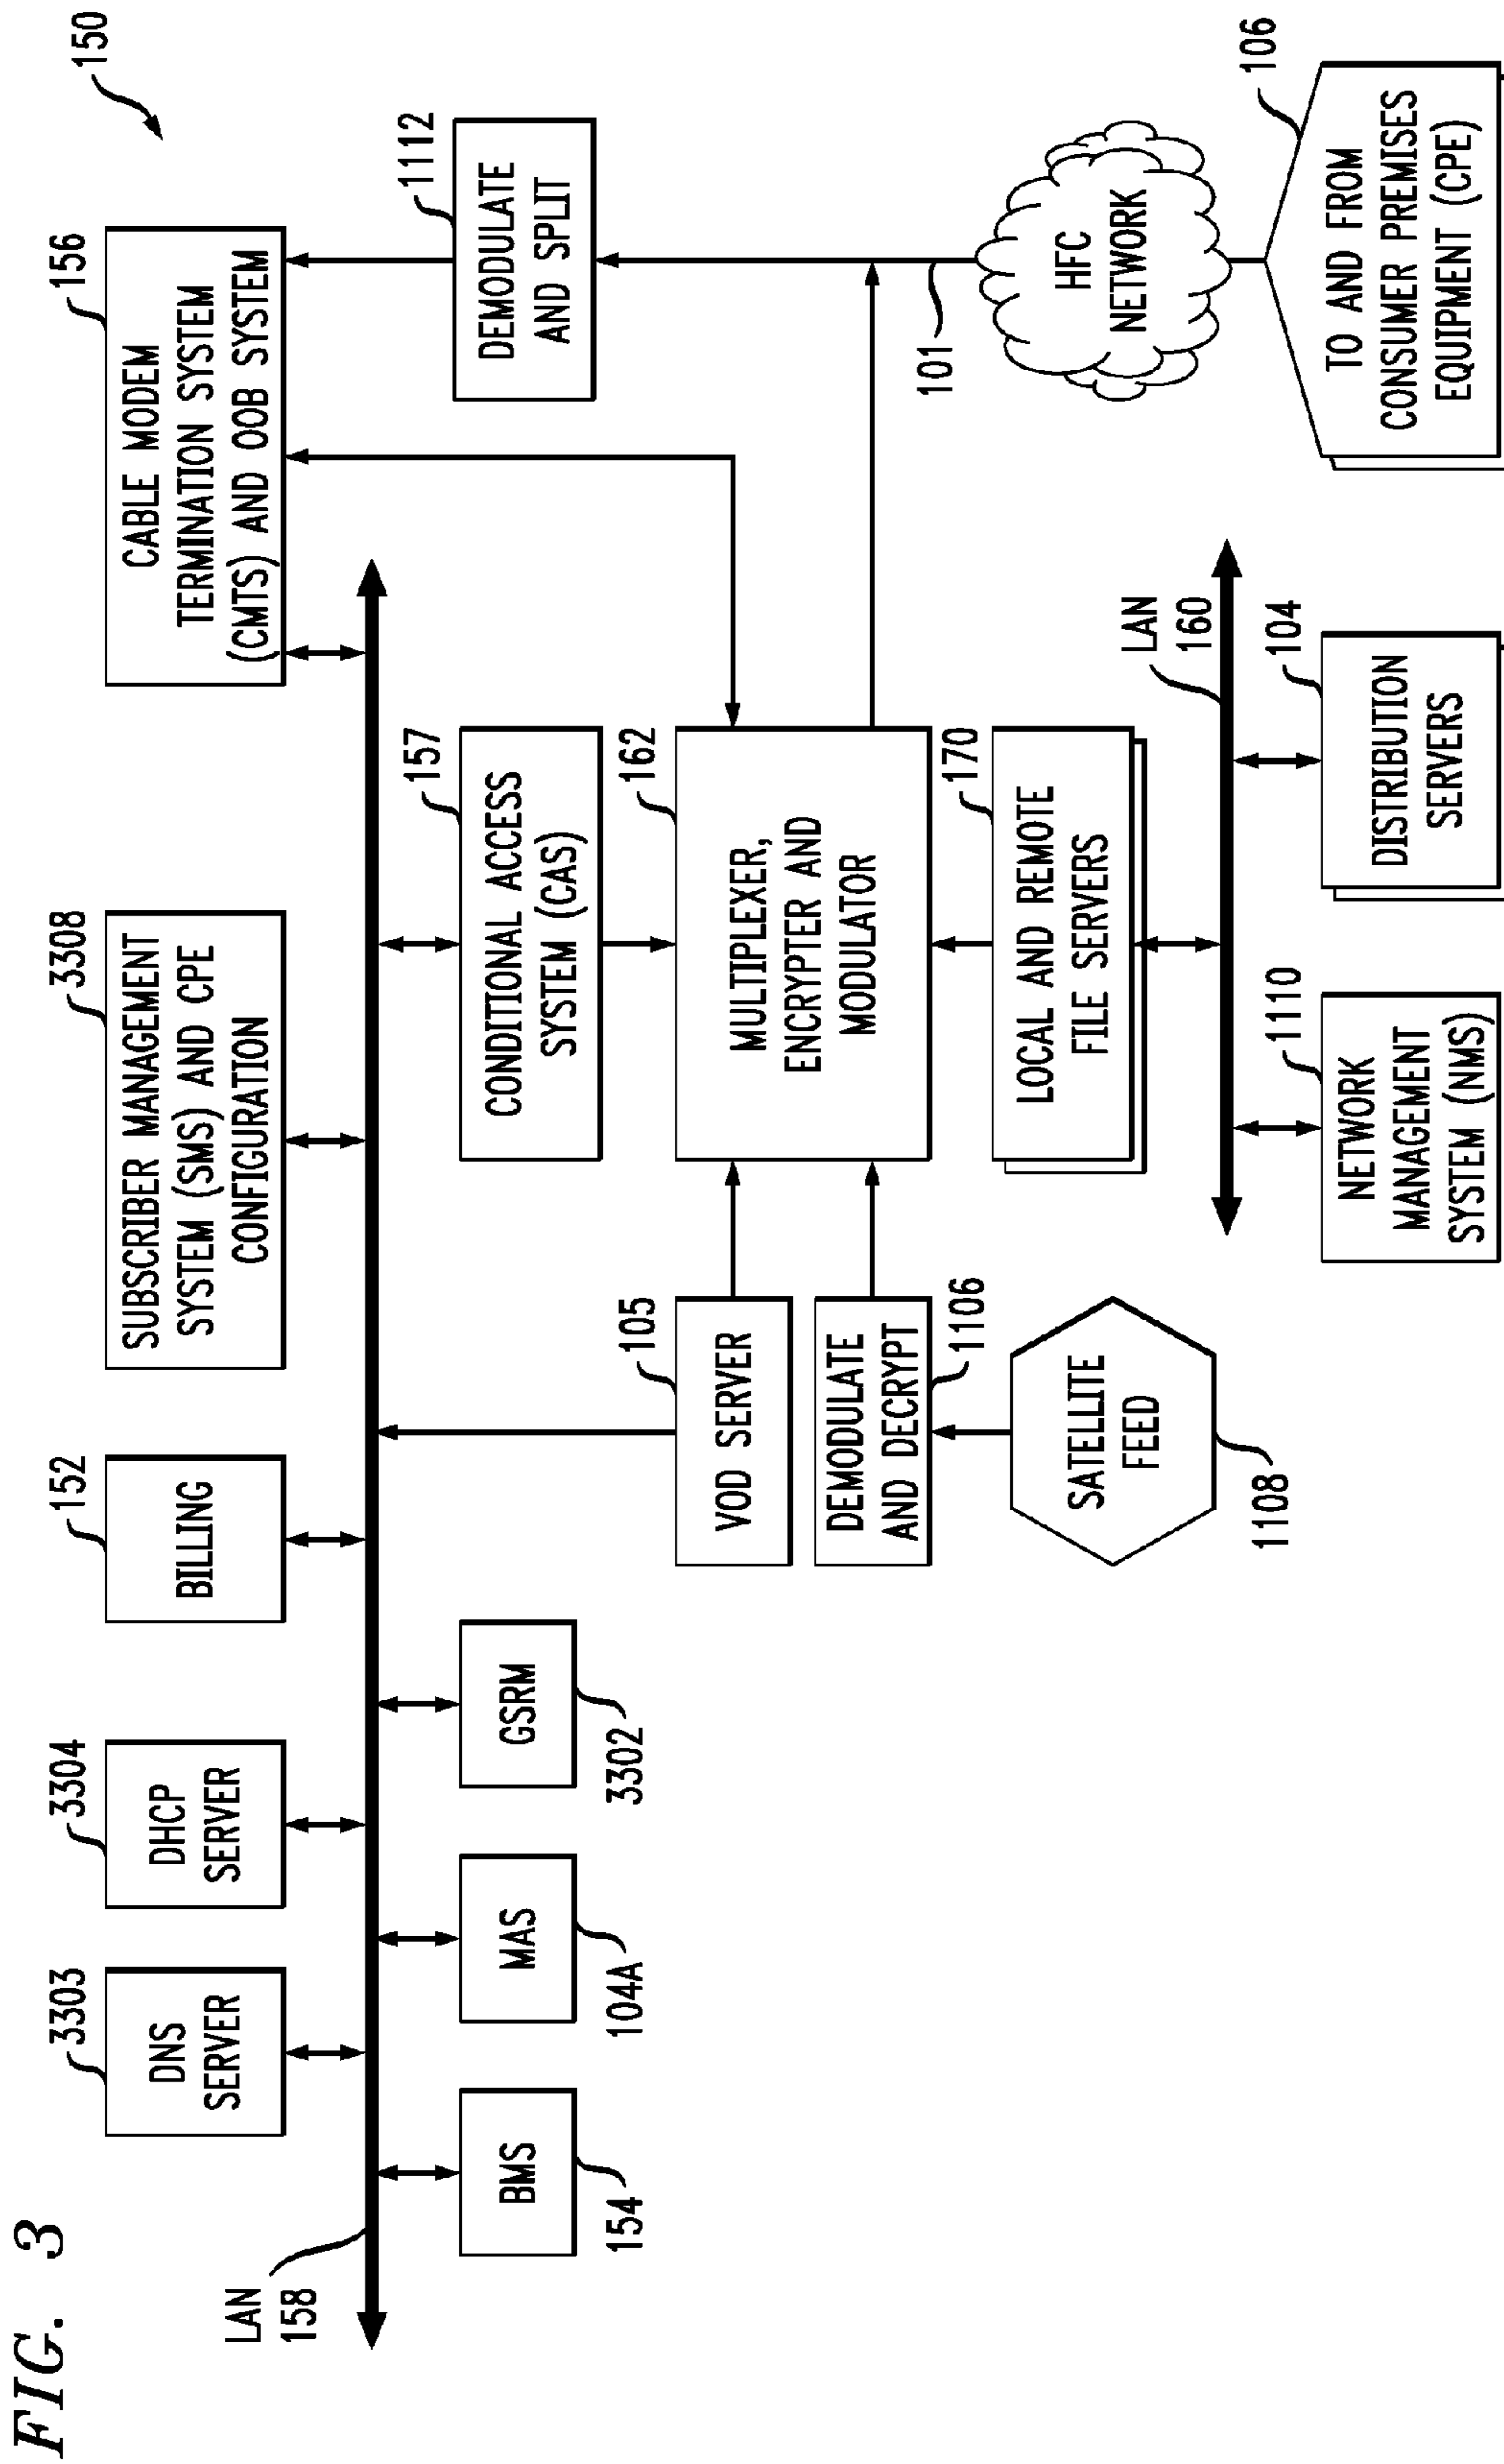 FIG. 3
150
3303
DNS
SERVER
3304
DHCP
SERVER
152
BILLING
3308
SUBSCRIBER MANAGEMENT
SYSTEM (SMS) AND CPE
CONFIGURATION
156
CABLE MODEM
TERMINATION SYSTEM
(CMTS) AND OOB SYSTEM
LAN
158
BMS
154
MAS
104A
GSRM
3302
157
CONDITIONAL ACCESS
SYSTEM (CAS)
1112
DEMODULATE
AND SPLIT
105
VOD SERVER
162
MULTIPLEXER,
ENCRYPTER AND
MODULATOR
DEMODULATE
AND DECRYPT
1106
101
170
LOCAL AND REMOTE
FILE SERVERS
SATELLITE
FEED
1108
HFC
NETWORK
LAN
160
1110
NETWORK
MANAGEMENT
SYSTEM (NMS)
104
DISTRIBUTION
SERVERS
106
TO AND FROM
CONSUMER PREMISES
EQUIPMENT (CPE)